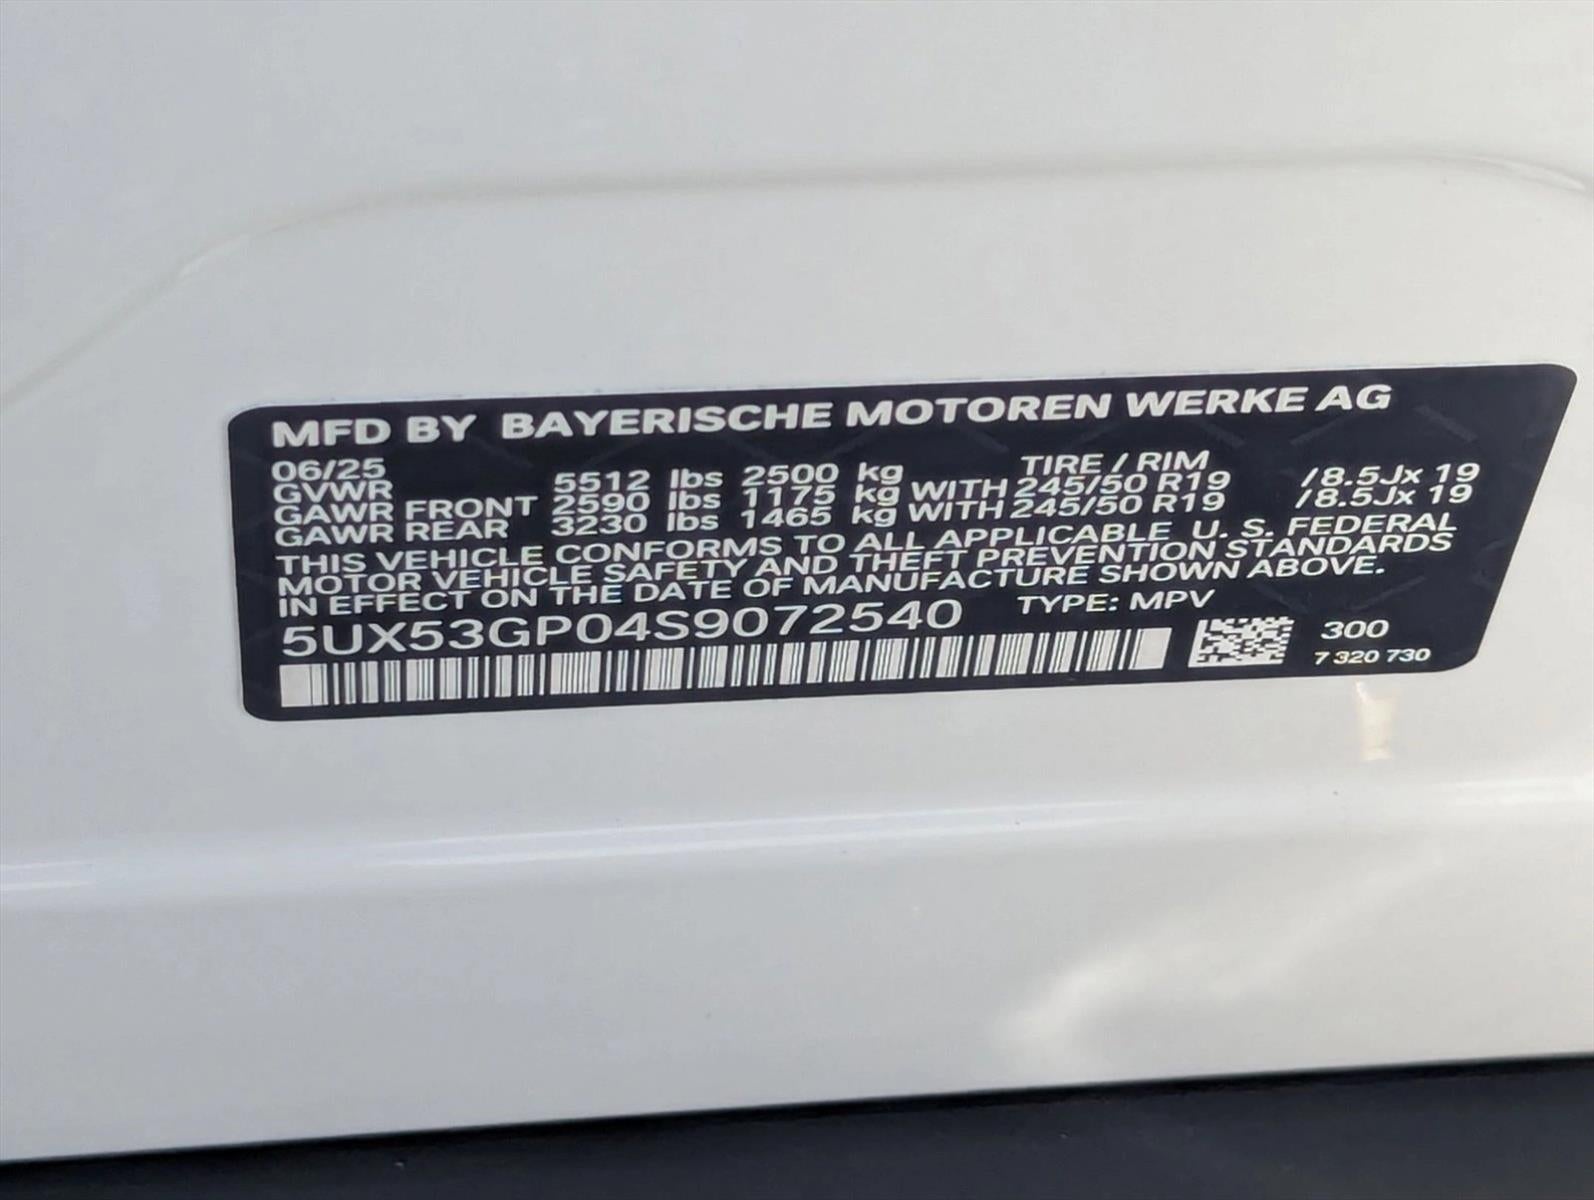 MFD BY BAYERISCHE MOTOREN WERKE AG
06/25 TIRE / RIM
GVWR 5512 lbs 2500 kg
GAWR FRONT 2590 lbs 1175 kg WITH 245/50 R19 /8.5Jx 19
GAWR REAR 3230 lbs 1465 kg WITH 245/50 R19 /8.5Jx 19
THIS VEHICLE CONFORMS TO ALL APPLICABLE U. S. FEDERAL
MOTOR VEHICLE SAFETY AND THEFT PREVENTION STANDARDS
IN EFFECT ON THE DATE OF MANUFACTURE SHOWN ABOVE.
5UX53GP04S9072540 TYPE: MPV
300
7 320 730